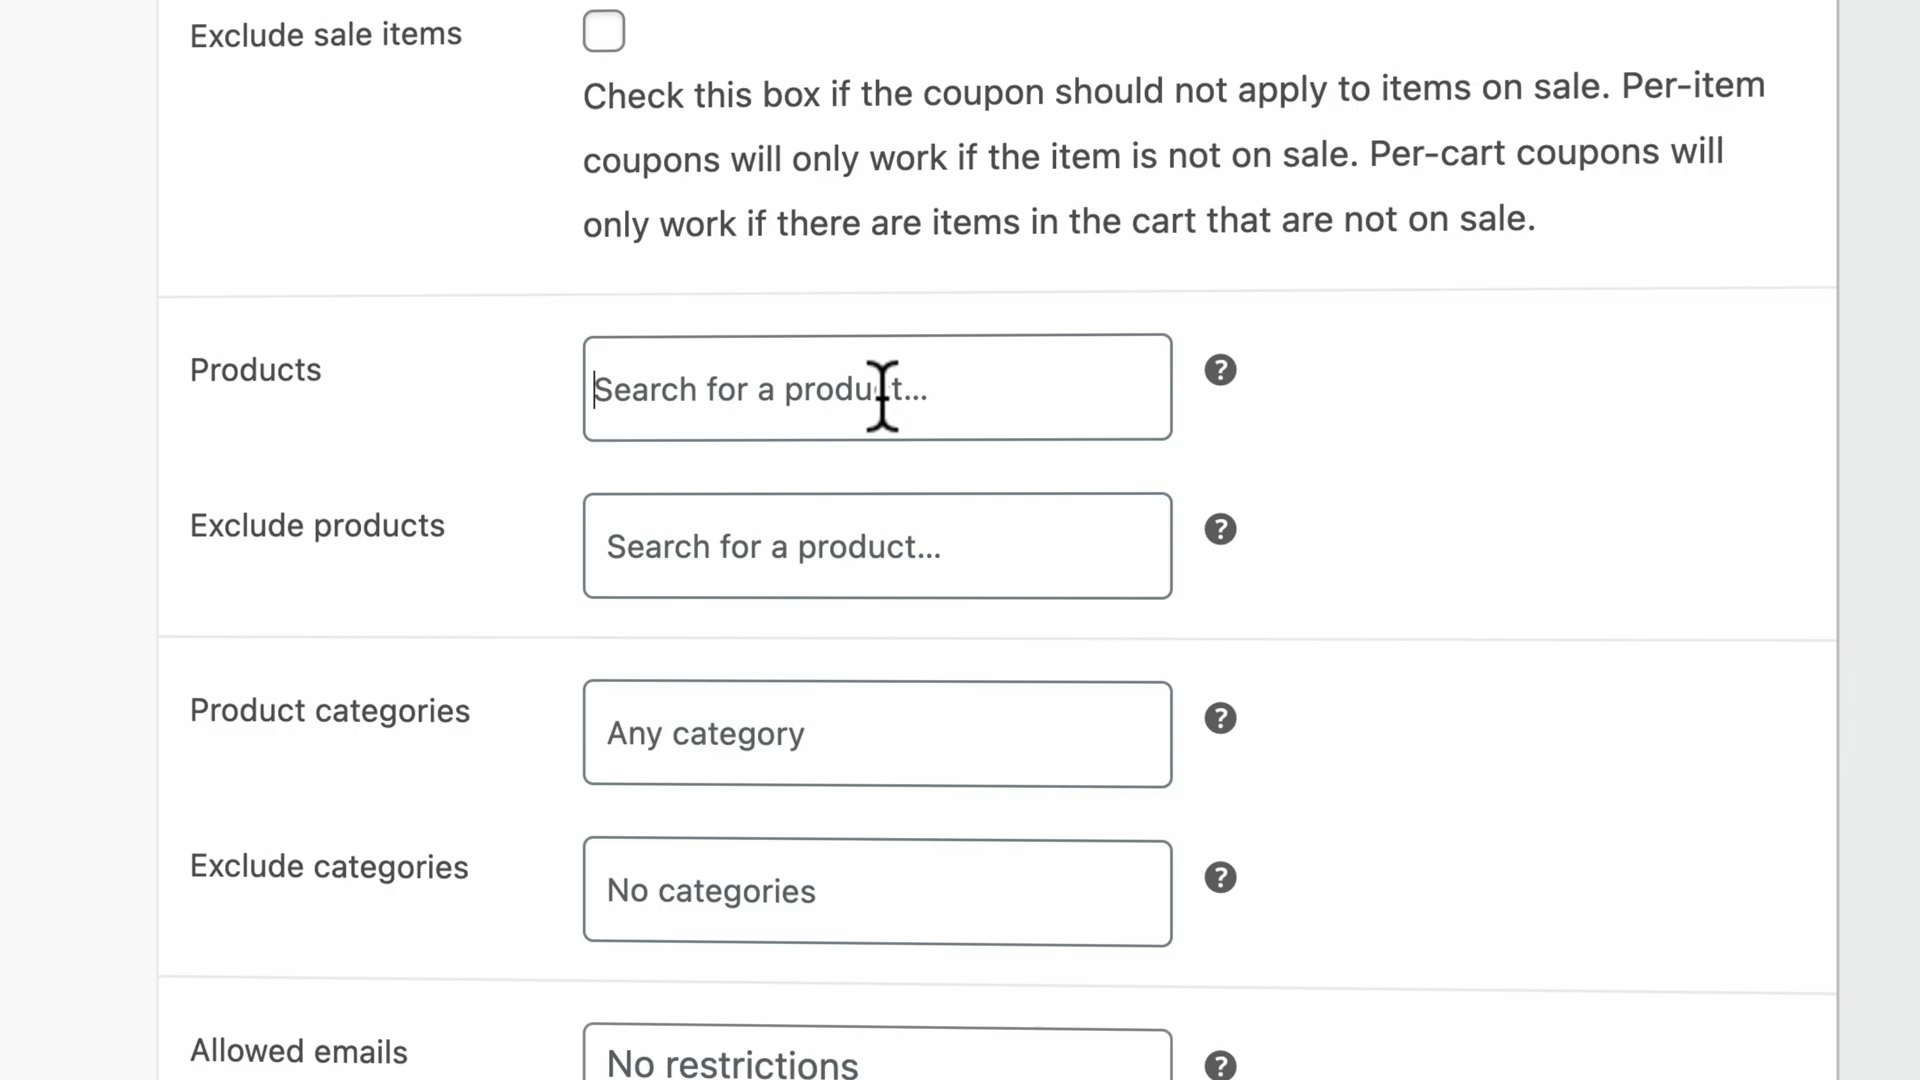 Exclude sale items
Check this box if the coupon should not apply to items on sale. Per-item
coupons will only work if the item is not on sale. Per-cart coupons will
only work if there are items in the cart that are not on sale.
Products
Search for a product...
?
Exclude products
Search for a product...
?
Product categories
Any category
?
Exclude categories
No categories
?
Allowed emails
No restrictions
?